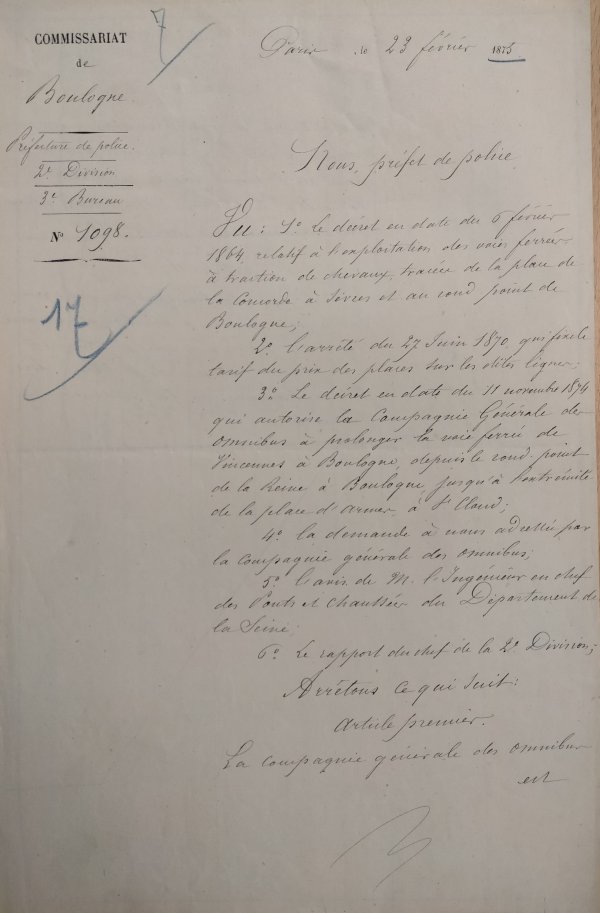 7
COMMISSARIAT
de
Boulogne
Préfecture de police.
2e Division
3e Bureau
No 1098.
17
Paris, le 23 février 1875
Nous, préfet de police
Vu : 1o Le décret en date du 6 février
1864, relatif à l'exploitation des voies ferrées
à traction de chevaux, tracée de la place de
la Concorde à Sèvres et au rond point de
Boulogne;
2o L'arrêté du 27 Juin 1870, qui fixe le
tarif du prix des places sur les dites lignes;
3o Le décret en date du 11 novembre 1874
qui autorise la Compagnie Générale des
omnibus à prolonger la voie ferrée de
Vincennes à Boulogne, depuis le rond point
de la Reine à Boulogne jusqu'à l'extrémité
de la place d'Armes, à St Cloud;
4o la demande à nous adressée par
la Compagnie générale des omnibus;
5o l'avis de M. l'Ingénieur en chef
des Ponts et chaussées du Département de
la Seine;
6o Le rapport du chef de la 2e Division;
Arrêtons ce qui suit:
Article premier.
La Compagnie générale des omnibus
est